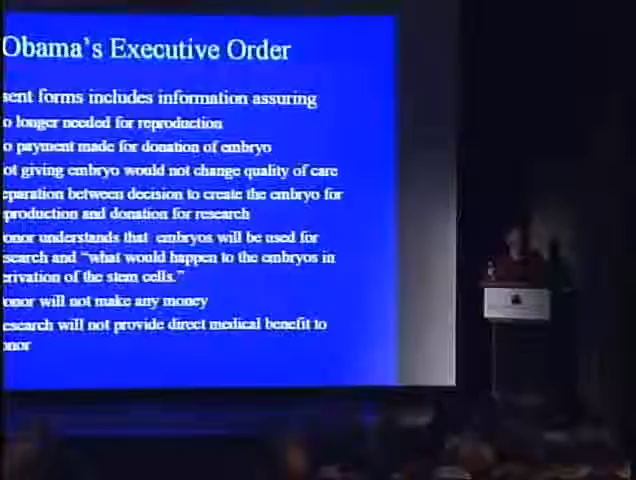 Obama's Executive Order
sent forms includes information assuring
o longer needed for reproduction
o payment made for donation of embryo
ot giving embryo would not change quality of care
eparation between decision to create the embryo for
production and donation for research
onor understands that embryos will be used for
search and "what would happen to the embryos in
erivation of the stem cells."
onor will not make any money
esearch will not provide direct medical benefit to
onor